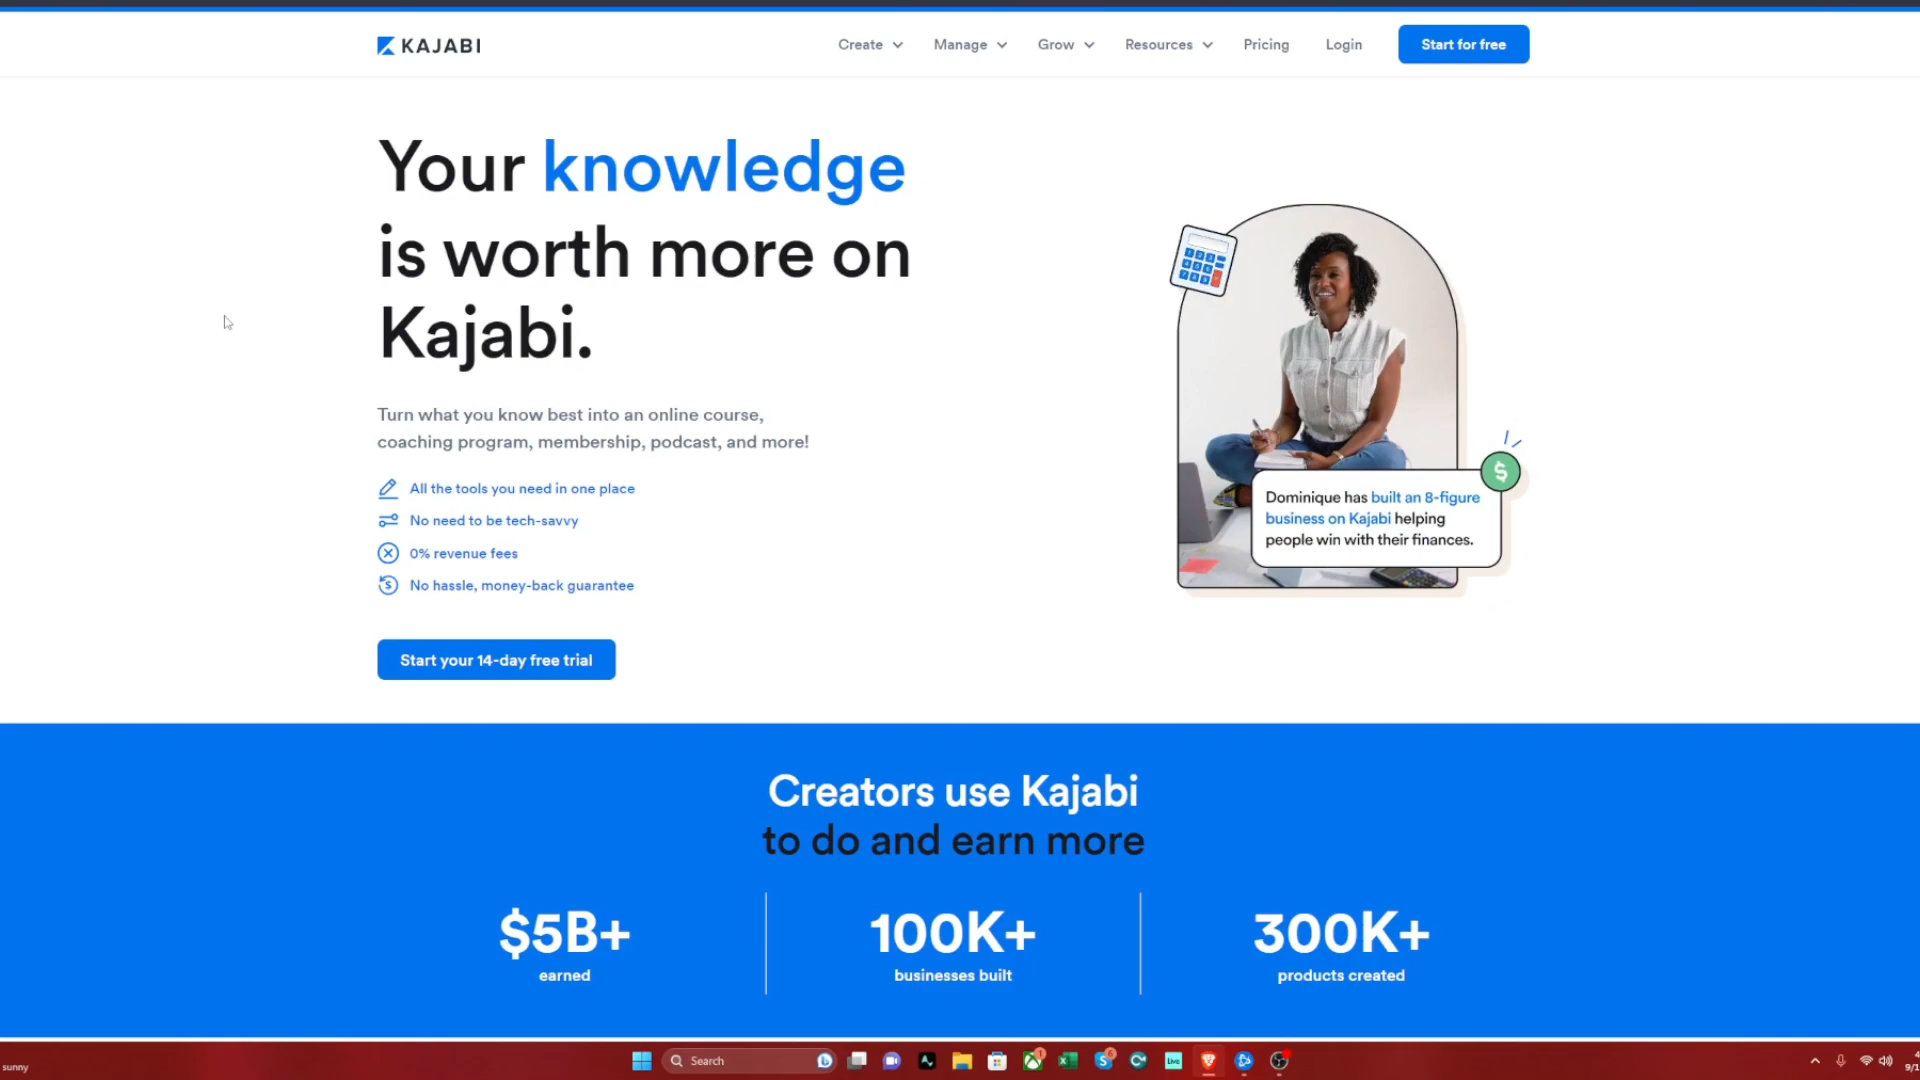 KAJABI
Create
Manage
Grow
Resources
Pricing
Login
Start for free
Your knowledge
is worth more on
Kajabi.
Turn what you know best into an online course,
coaching program, membership, podcast, and more!
All the tools you need in one place
No need to be tech-savvy
0% revenue fees
No hassle, money-back guarantee
Start your 14-day free trial
Dominique has built an 8-figure
business on Kajabi helping
people win with their finances.
Creators use Kajabi
to do and earn more
$5B+
earned
100K+
businesses built
300K+
products created
sunny
Search